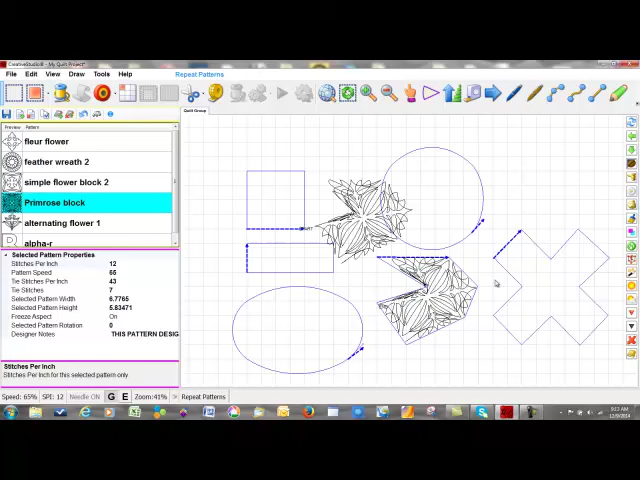 CreativeStudio® - My Quilt Project*
File Edit View Draw Tools Help Repeat Patterns
Quilt Group
Preview Pattern
fleur flower
feather wreath 2
simple flower block 2
Primrose block
alternating flower 1
alpha-r
Selected Pattern Properties
Stitches Per Inch 12
Pattern Speed 65
Tie Stitches Per Inch 43
Tie Stitches 7
Selected Pattern Width 6.7765
Selected Pattern Height 5.83471
Freeze Aspect On
Selected Pattern Rotation 0
Designer Notes THIS PATTERN DESIG
Stitches Per Inch
Stitches Per Inch for this selected pattern only
Speed: 65% SPI: 12 Needle ON G E Zoom:41% > Repeat Patterns
9:13 AM
12/9/2014